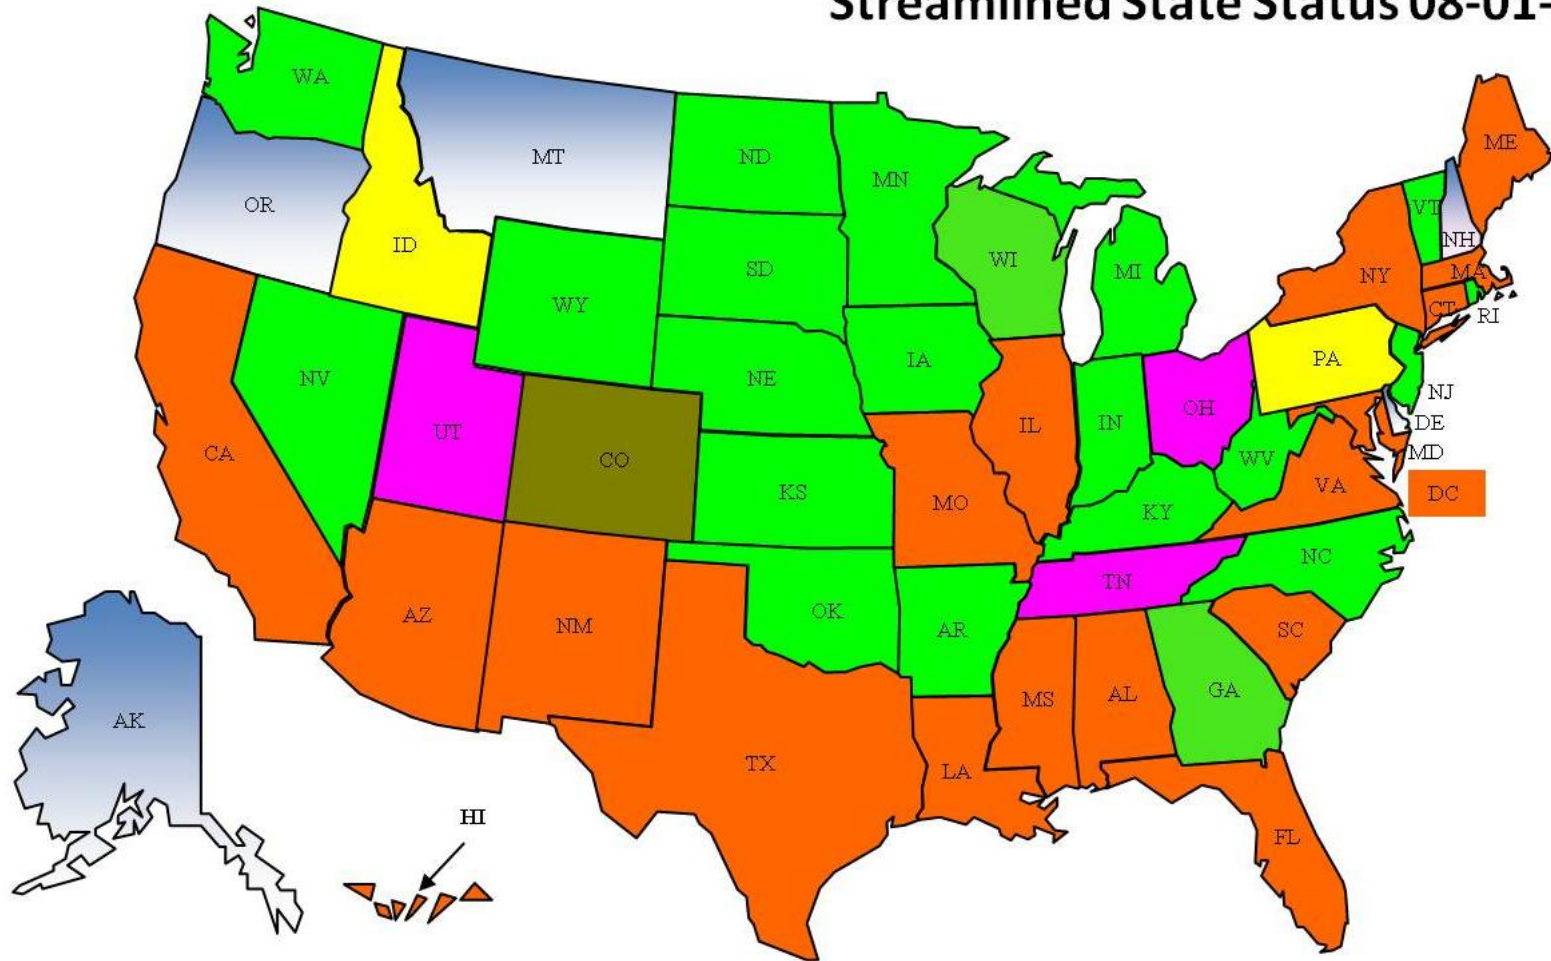 Streamlined State Status 08-01-
WA
MT
ND
MN
ME
OR
ID
SD
WI
MI
VT
NH
NY
MA
CT
RI
WY
IA
NE
PA
NV
UT
CO
IL
IN
OH
NJ
DE
MD
CA
KS
MO
WV
VA
DC
KY
AZ
NM
OK
AR
TN
NC
SC
MS
AL
GA
AK
TX
LA
HI
FL